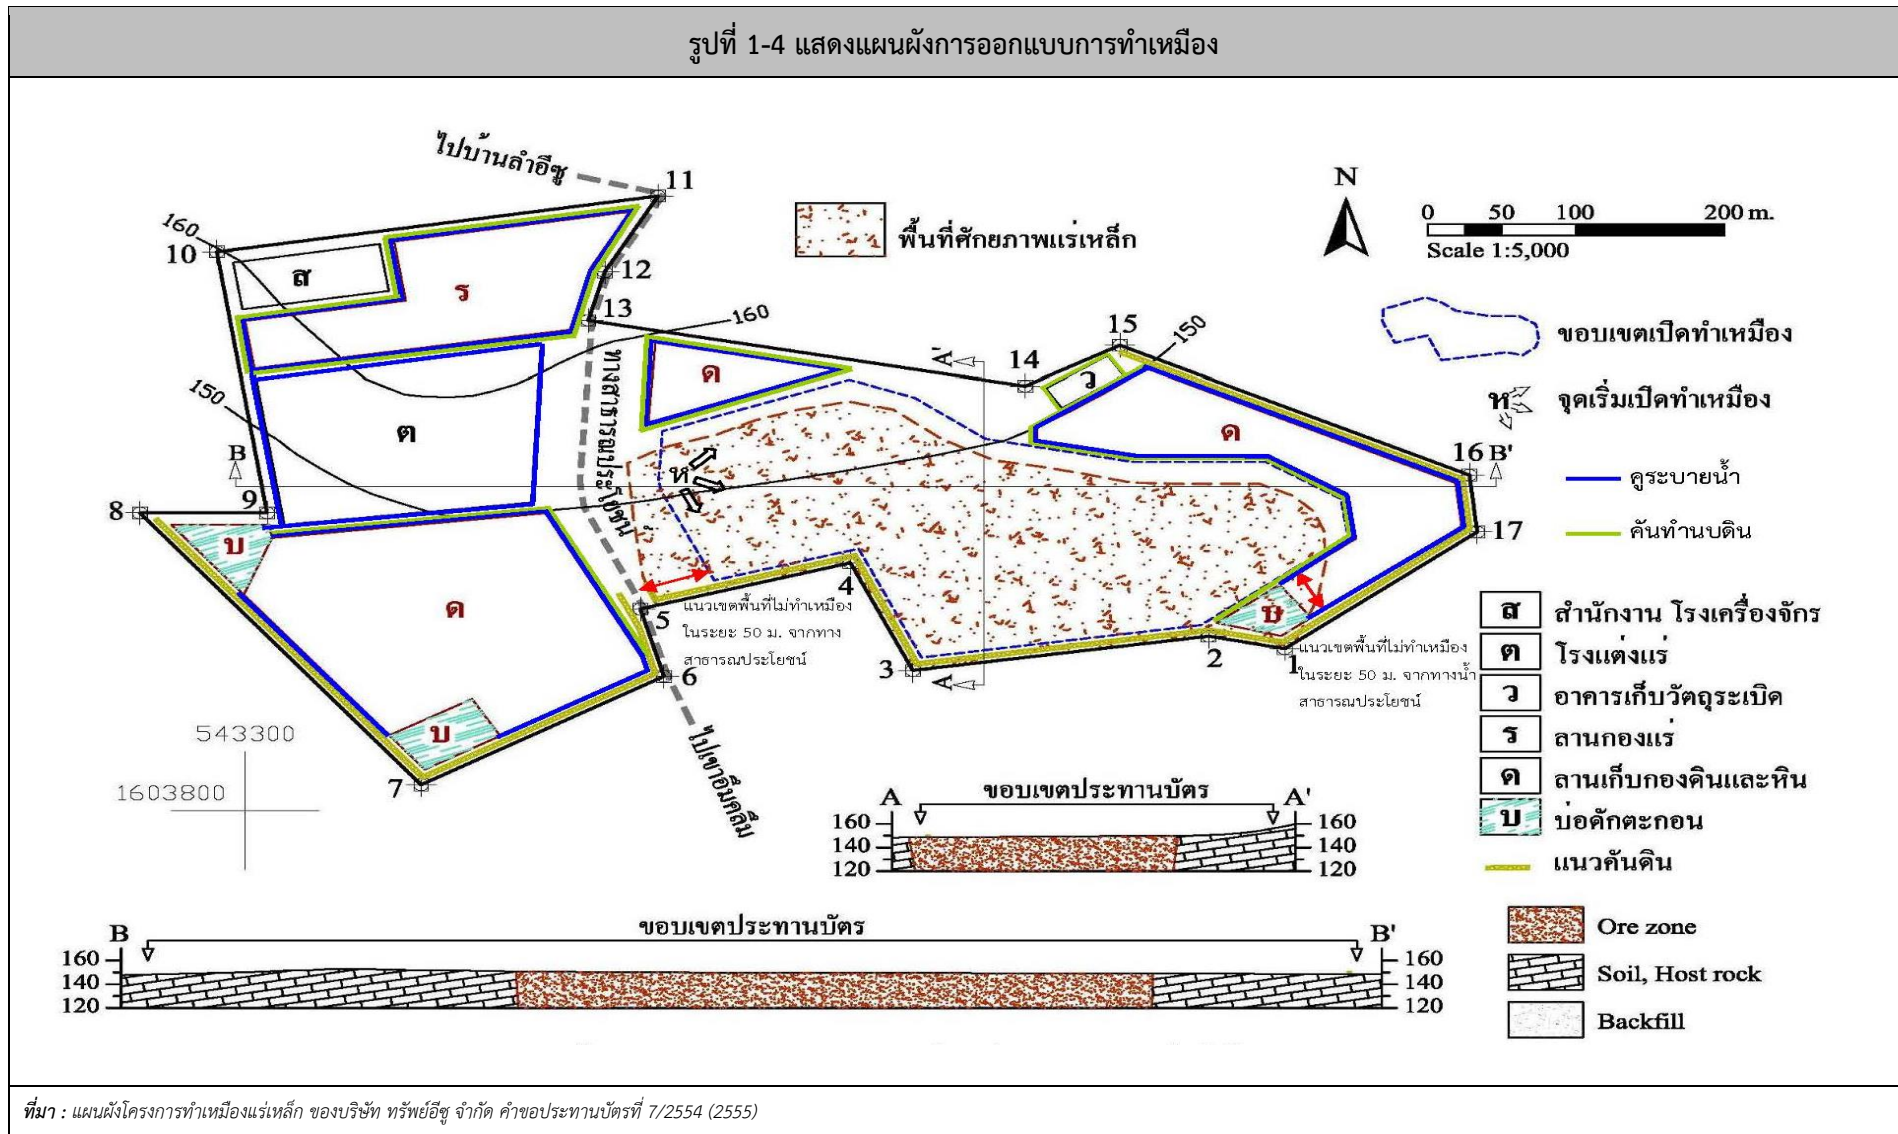 รูปที่ 1-4 แสดงแผนผังการออกแบบการทำเหมือง
ไปบ้านลำอีซู
11
160
10
ส
ร
12
13
พื้นที่ศักยภาพแร่เหล็ก
N
0 50 100 200 m.
Scale 1:5,000
ขอบเขตเปิดทำเหมือง
ห จุดเริ่มเปิดทำเหมือง
คูระบายน้ำ
คันทำนบดิน
160
ด
A'
14
15
150
ว
ด
16
B'
17
150
ต
B
8
9
บ
ทางสาธารณประโยชน์
ห
4
5
แนวเขตพื้นที่ไม่ทำเหมือง
ในระยะ 50 ม. จากทาง
สาธารณประโยชน์
ด
6
3
A
2
1
บ
แนวเขตพื้นที่ไม่ทำเหมือง
ในระยะ 50 ม. จากทางน้ำ
สาธารณประโยชน์
บ
7
543300
1603800
ไปเขาอึมคลึม
ส สำนักงาน โรงเครื่องจักร
ต โรงแต่งแร่
ว อาคารเก็บวัตถุระเบิด
ร ลานกองแร่
ด ลานเก็บกองดินและหิน
บ บ่อดักตะกอน
แนวคันดิน
Ore zone
Soil, Host rock
Backfill
A ขอบเขตประทานบัตร A'
160 160
140 140
120 120
B ขอบเขตประทานบัตร B'
160 160
140 140
120 120
ที่มา : แผนผังโครงการทำเหมืองแร่เหล็ก ของบริษัท ทรัพย์อีซู จำกัด คำขอประทานบัตรที่ 7/2554 (2555)